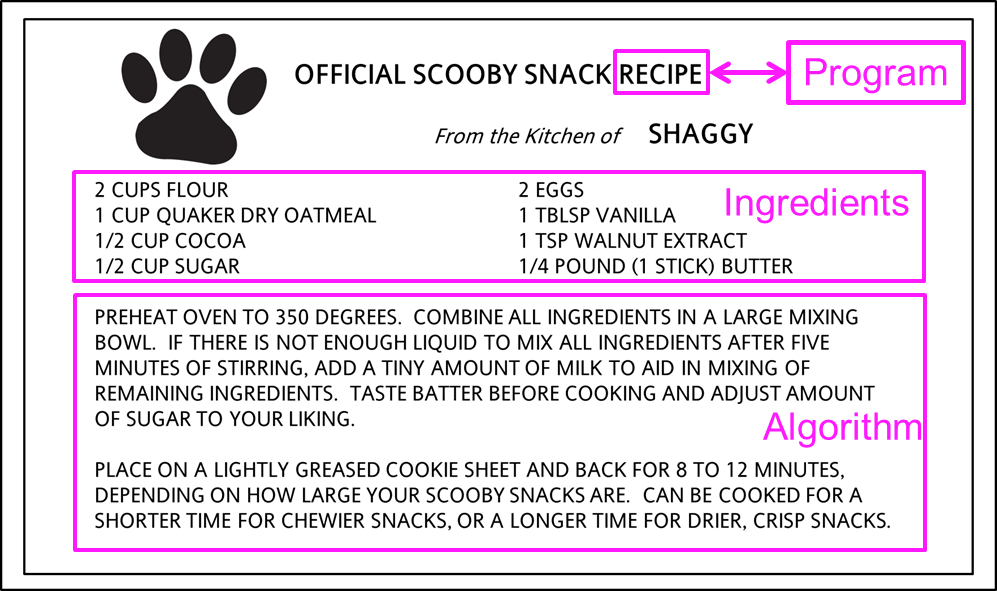 OFFICIAL SCOOBY SNACK RECIPE Program
From the Kitchen of SHAGGY
Ingredients
2 CUPS FLOUR
1 CUP QUAKER DRY OATMEAL
1/2 CUP COCOA
1/2 CUP SUGAR
2 EGGS
1 TBLSP VANILLA
1 TSP WALNUT EXTRACT
1/4 POUND (1 STICK) BUTTER
PREHEAT OVEN TO 350 DEGREES. COMBINE ALL INGREDIENTS IN A LARGE MIXING
BOWL. IF THERE IS NOT ENOUGH LIQUID TO MIX ALL INGREDIENTS AFTER FIVE
MINUTES OF STIRRING, ADD A TINY AMOUNT OF MILK TO AID IN MIXING OF
REMAINING INGREDIENTS. TASTE BATTER BEFORE COOKING AND ADJUST AMOUNT
OF SUGAR TO YOUR LIKING.
Algorithm
PLACE ON A LIGHTLY GREASED COOKIE SHEET AND BACK FOR 8 TO 12 MINUTES,
DEPENDING ON HOW LARGE YOUR SCOOBY SNACKS ARE. CAN BE COOKED FOR A
SHORTER TIME FOR CHEWIER SNACKS, OR A LONGER TIME FOR DRIER, CRISP SNACKS.